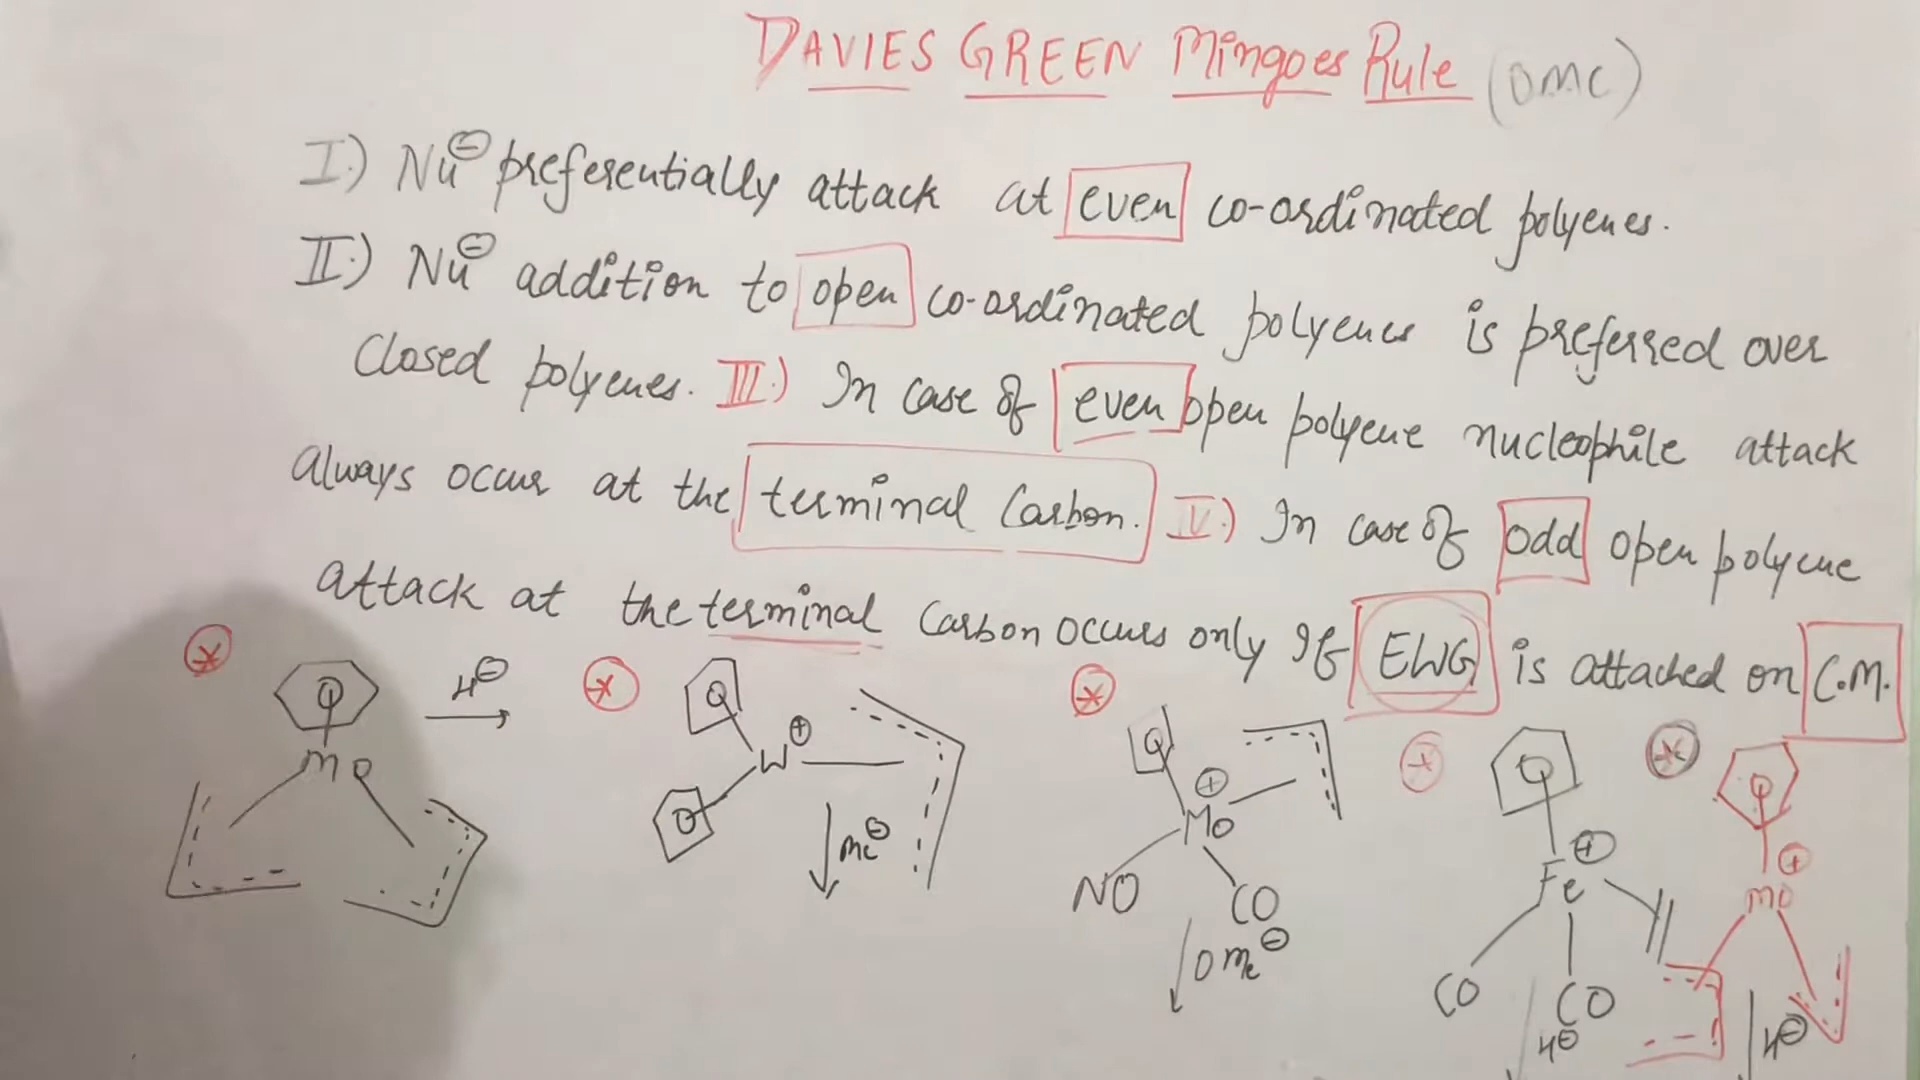 DAVIES GREEN Mingoes Rule (DMG)
I.) Nu⊖ preferentially attack at even co-ordinated polyenes.
II.) Nu⊖ addition to open co-ordinated polyenes is preferred over
Closed polyenes. III.) In case of even open polyene nucleophile attack
always occur at the terminal Carbon. IV.) In case of odd open polyene
attack at the terminal Carbon occurs only if EWG is attached on C.M.
H⊖
Mo
W⊕
Me⊖
Mo⊕
NO
CO
OMe⊖
Fe⊕
CO
CO
H⊖
Mo⊕
H⊖